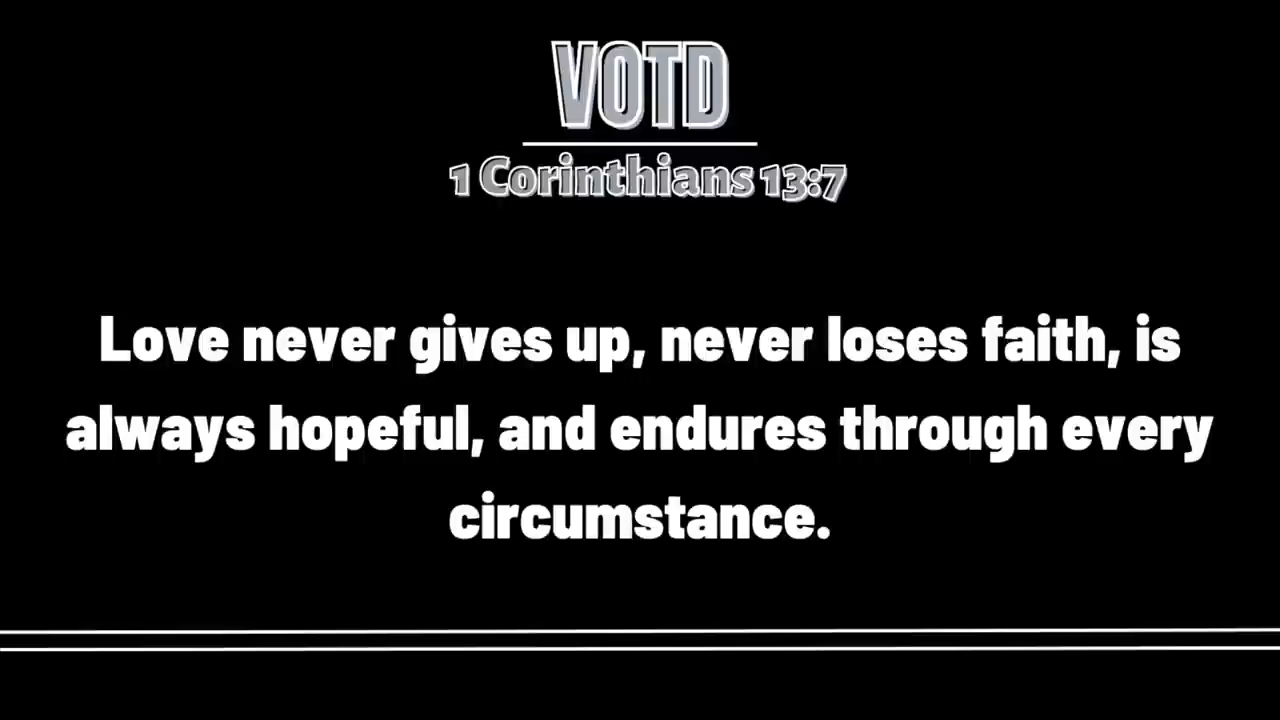 VOTD
1 Corinthians 13:7
Love never gives up, never loses faith, is
always hopeful, and endures through every
circumstance.